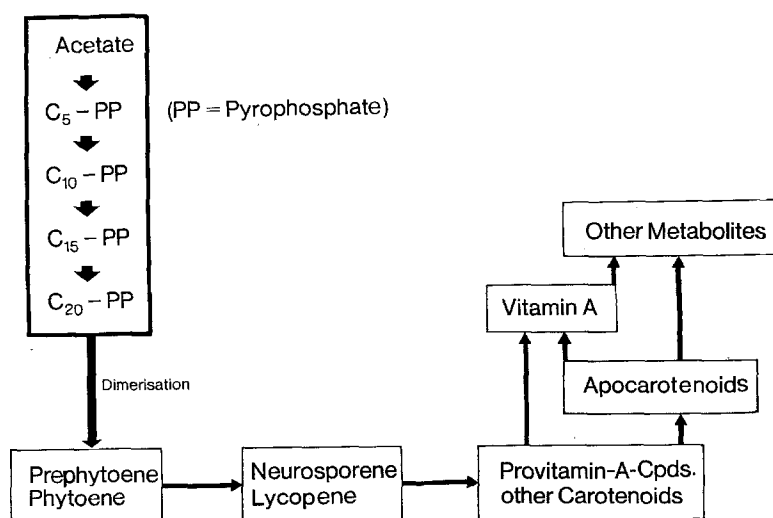 Acetate
C₅ – PP
(PP = Pyrophosphate)
C₁₀ – PP
C₁₅ – PP
C₂₀ – PP
Dimerisation
Prephytoene
Phytoene
Neurosporene
Lycopene
Provitamin-A-Cpds.
other Carotenoids
Apocarotenoids
Vitamin A
Other Metabolites